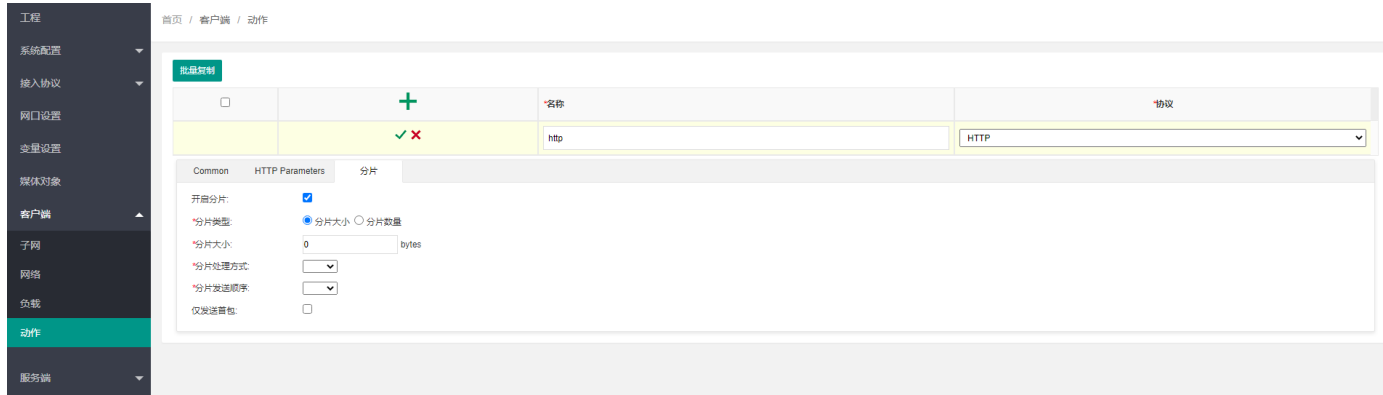 工程
首页 / 客户端 / 动作
系统配置
接入协议
网口设置
变量设置
媒体对象
客户端
子网
网络
负载
动作
服务端
批量复制
*名称 *协议
http HTTP
Common HTTP Parameters 分片
开启分片:
*分片类型: 分片大小 分片数量
*分片大小: 0 bytes
*分片处理方式:
*分片发送顺序:
仅发送首包: